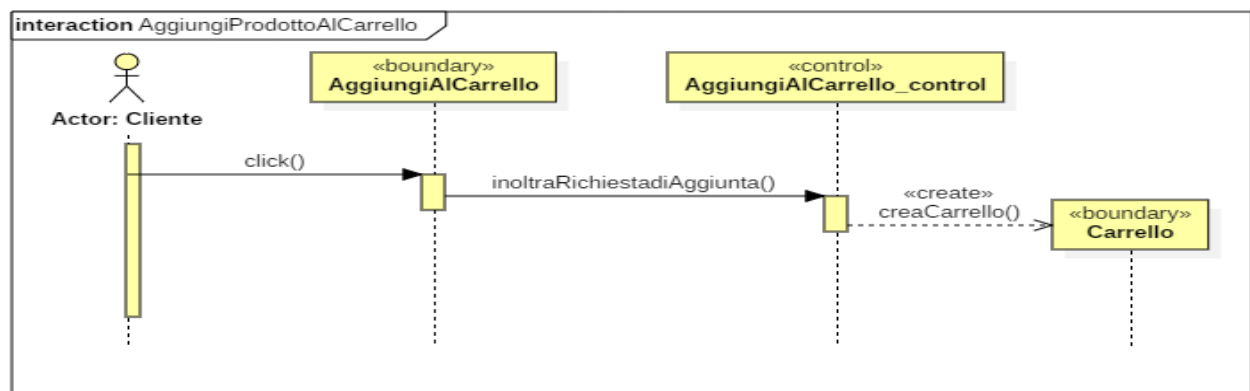 interaction AggiungiProdottoAlCarrello
«boundary»
AggiungiAlCarrello
«control»
AggiungiAlCarrello_control
Actor: Cliente
click()
inoltraRichiestadiAggiunta()
«create»
creaCarrello()
«boundary»
Carrello